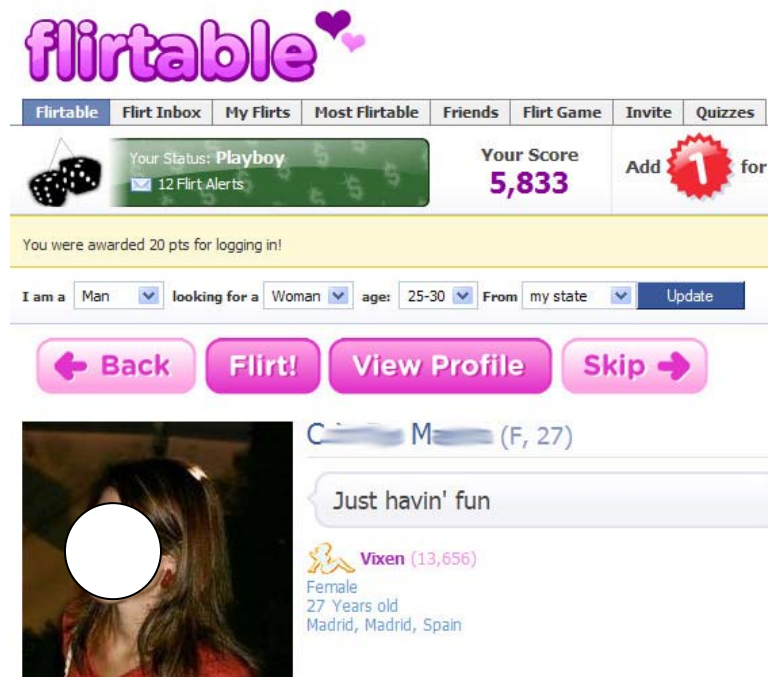 flirtable
Flirtable Flirt Inbox My Flirts Most Flirtable Friends Flirt Game Invite Quizzes
Your Status: Playboy
12 Flirt Alerts
Your Score
5,833
Add 1 for
You were awarded 20 pts for logging in!
I am a Man looking for a Woman age: 25-30 From my state Update
Back Flirt! View Profile Skip
C M (F, 27)
Just havin' fun
Vixen (13,656)
Female
27 Years old
Madrid, Madrid, Spain